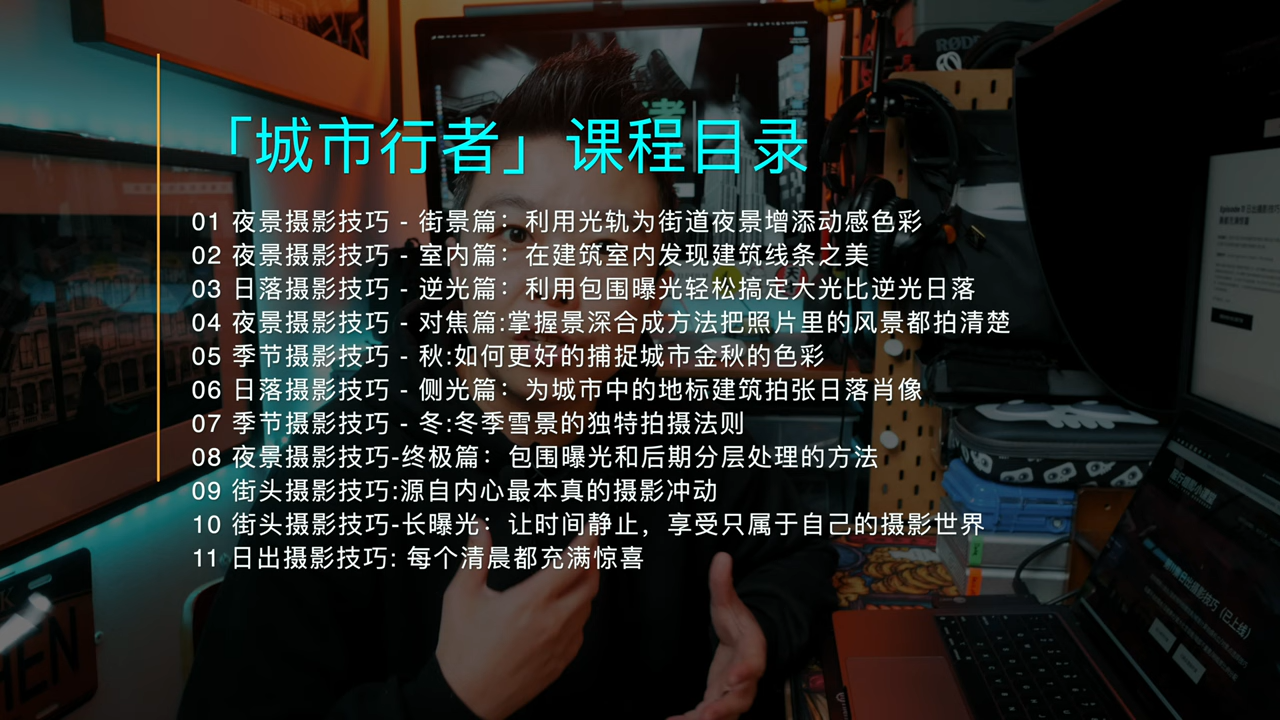 「城市行者」课程目录
01 夜景摄影技巧 - 街景篇：利用光轨为街道夜景增添动感色彩
02 夜景摄影技巧 - 室内篇：在建筑室内发现建筑线条之美
03 日落摄影技巧 - 逆光篇：利用包围曝光轻松搞定大光比逆光日落
04 夜景摄影技巧 - 对焦篇:掌握景深合成方法把照片里的风景都拍清楚
05 季节摄影技巧 - 秋:如何更好的捕捉城市金秋的色彩
06 日落摄影技巧 - 侧光篇：为城市中的地标建筑拍张日落肖像
07 季节摄影技巧 - 冬:冬季雪景的独特拍摄法则
08 夜景摄影技巧-终极篇：包围曝光和后期分层处理的方法
09 街头摄影技巧:源自内心最本真的摄影冲动
10 街头摄影技巧-长曝光：让时间静止，享受只属于自己的摄影世界
11 日出摄影技巧: 每个清晨都充满惊喜
者
RØDE
HEN